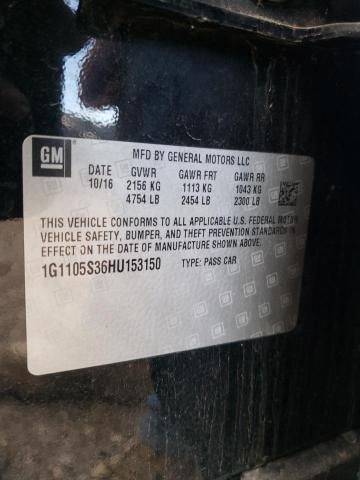 GM
MFD BY GENERAL MOTORS LLC
DATE GVWR GAWR FRT GAWR RR
10/16 2156 KG 1113 KG 1043 KG
4754 LB 2454 LB 2300 LB
THIS VEHICLE CONFORMS TO ALL APPLICABLE U.S. FEDERAL MOTOR
VEHICLE SAFETY, BUMPER, AND THEFT PREVENTION STANDARDS IN
EFFECT ON THE DATE OF MANUFACTURE SHOWN ABOVE.
1G1105S36HU153150 TYPE: PASS CAR